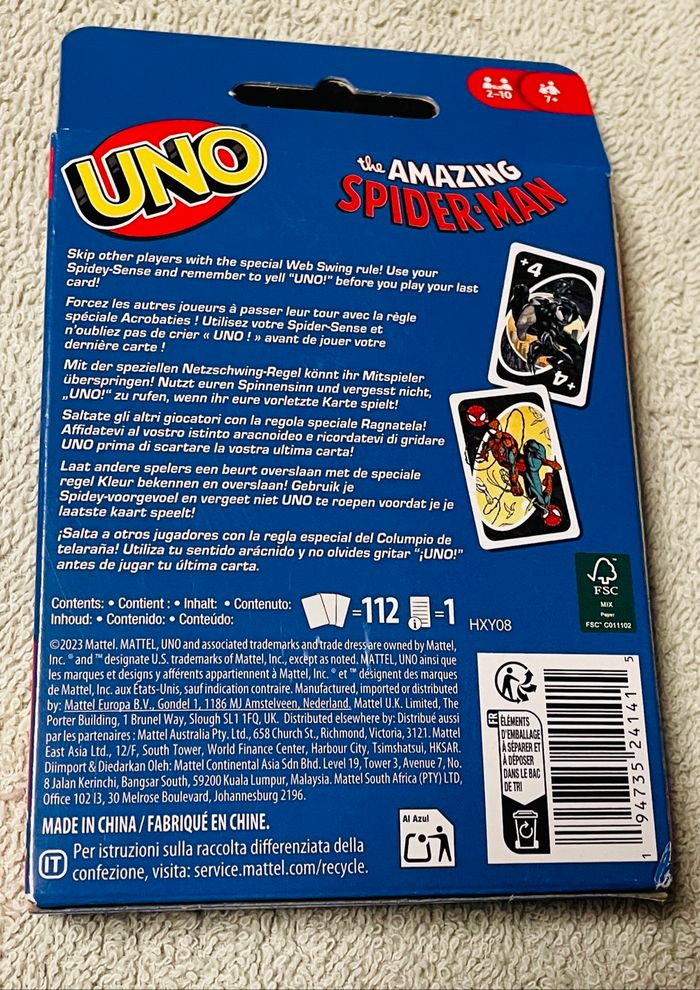 2-10
7+
UNO
the AMAZING
SPIDER-MAN
Skip other players with the special Web Swing rule! Use your
Spidey-Sense and remember to yell "UNO!" before you play your last
card!
Forcez les autres joueurs à passer leur tour avec la règle
spéciale Acrobaties ! Utilisez votre Spider-Sense et
n'oubliez pas de crier « UNO ! » avant de jouer votre
dernière carte !
Mit der speziellen Netzschwing-Regel könnt ihr Mitspieler
überspringen! Nutzt euren Spinnensinn und vergesst nicht,
„UNO!" zu rufen, wenn ihr eure vorletzte Karte spielt!
Saltate gli altri giocatori con la regola speciale Ragnatela!
Affidatevi al vostro istinto aracnoideo e ricordatevi di gridare
UNO prima di scartare la vostra ultima carta!
Laat andere spelers een beurt overslaan met de speciale
regel Kleur bekennen en overslaan! Gebruik je
Spidey-voorgevoel en vergeet niet UNO te roepen voordat je je
laatste kaart speelt!
¡Salta a otros jugadores con la regla especial del Columpio de
telaraña! Utiliza tu sentido arácnido y no olvides gritar "¡UNO!"
antes de jugar tu última carta.
+4
+4
Contents: • Contient : • Inhalt: • Contenuto:
Inhoud: • Contenido: • Conteúdo:
=112
=1
HXY08
FSC
MIX
Paper
FSC™ C011102
©2023 Mattel. MATTEL, UNO and associated trademarks and trade dress are owned by Mattel,
Inc. ® and ™ designate U.S. trademarks of Mattel, Inc., except as noted. MATTEL, UNO ainsi que
les marques et designs y afférents appartiennent à Mattel, Inc. ® et ™ désignent des marques
de Mattel, Inc. aux États-Unis, sauf indication contraire. Manufactured, imported or distributed
by: Mattel Europa B.V., Gondel 1, 1186 MJ Amstelveen, Nederland. Mattel U.K. Limited, The
Porter Building, 1 Brunel Way, Slough SL1 1FQ, UK. Distributed elsewhere by: Distribué ailleurs
par les partenaires : Mattel Australia Pty. Ltd., 658 Church St., Richmond, Victoria, 3121. Mattel
East Asia Ltd., 12/F, South Tower, World Finance Center, Harbour City, Tsimshatsui, HKSAR.
Diimport & Diedarkan Oleh: Mattel Continental Asia Sdn Bhd. Level 19, Tower 3, Avenue 7, No.
8 Jalan Kerinchi, Bangsar South, 59200 Kuala Lumpur, Malaysia. Mattel South Africa (PTY) LTD,
Office 102 I3, 30 Melrose Boulevard, Johannesburg 2196.
MADE IN CHINA / FABRIQUÉ EN CHINE.
IT
Per istruzioni sulla raccolta differenziata della
confezione, visita: service.mattel.com/recycle.
Al Azul
FR
ÉLÉMENTS
D'EMBALLAGE
À SÉPARER ET
À DÉPOSER
DANS LE BAC
DE TRI
1 94735 24141 5